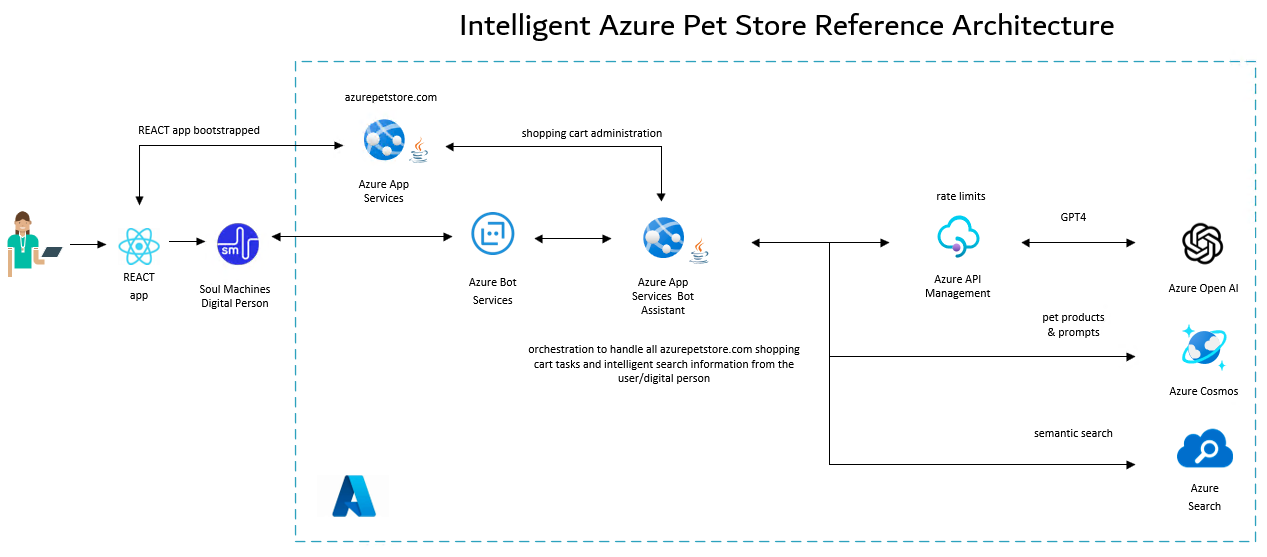 Intelligent Azure Pet Store Reference Architecture
azurepetstore.com
REACT app bootstrapped
shopping cart administration
Azure App
Services
rate limits
GPT4
sm
REACT
app
Soul Machines
Digital Person
Azure Bot
Services
Azure App
Services Bot
Assistant
Azure API
Management
Azure Open AI
pet products
& prompts
orchestration to handle all azurepetstore.com shopping
cart tasks and intelligent search information from the
user/digital person
Azure Cosmos
semantic search
Azure
Search